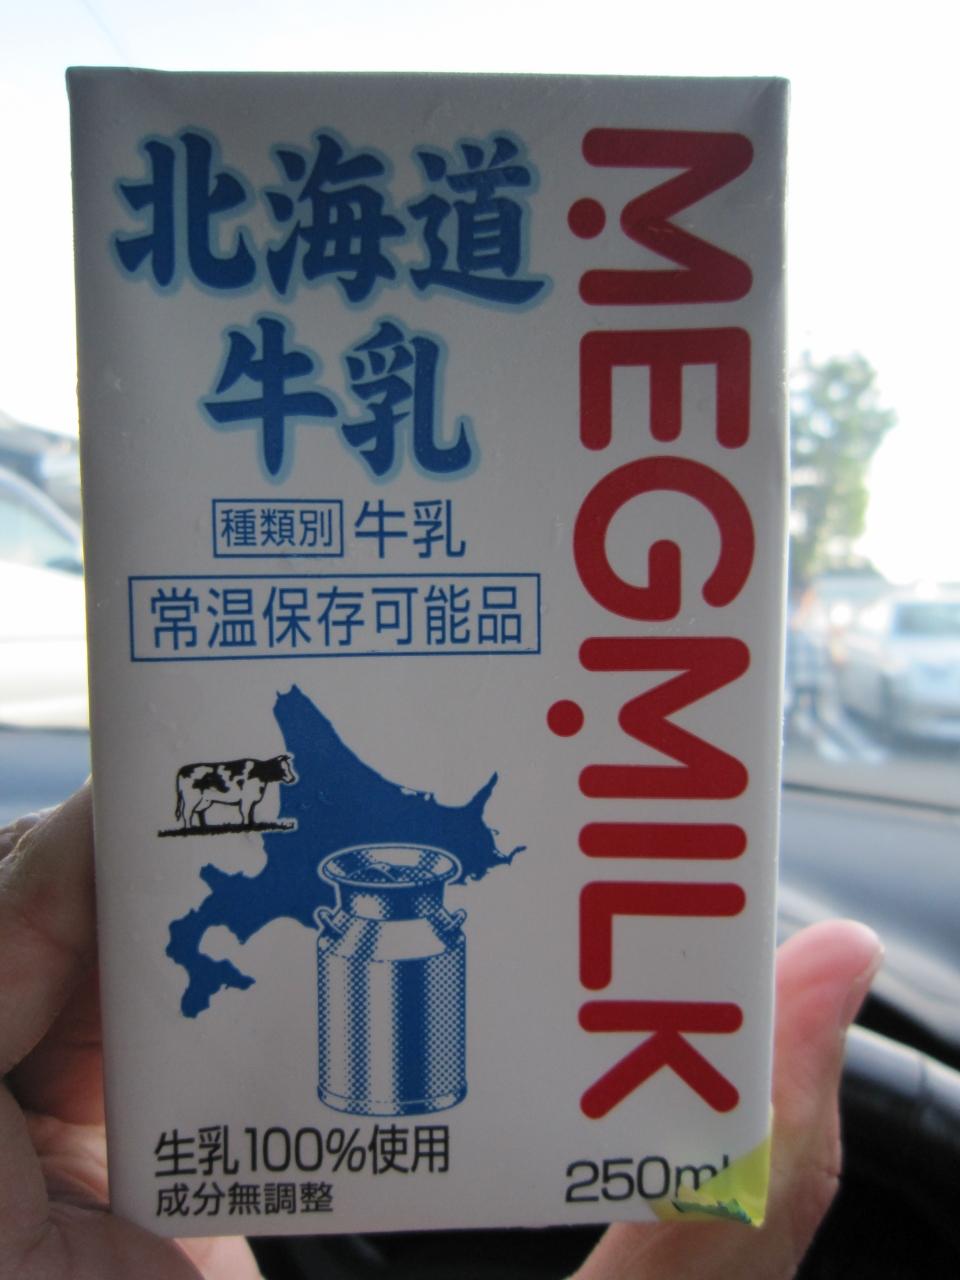 北海道
牛乳
種類別 牛乳
常温保存可能品
MEGMILK
生乳100%使用
成分無調整
250ml